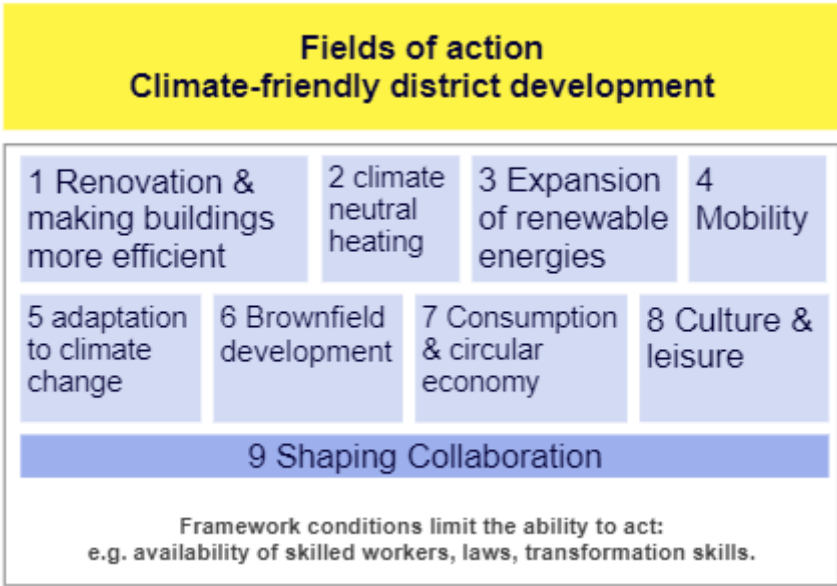 Fields of action
Climate-friendly district development
1 Renovation &
making buildings
more efficient
2 climate
neutral
heating
3 Expansion
of renewable
energies
4
Mobility
5 adaptation
to climate
change
6 Brownfield
development
7 Consumption
& circular
economy
8 Culture &
leisure
9 Shaping Collaboration
Framework conditions limit the ability to act:
e.g. availability of skilled workers, laws, transformation skills.